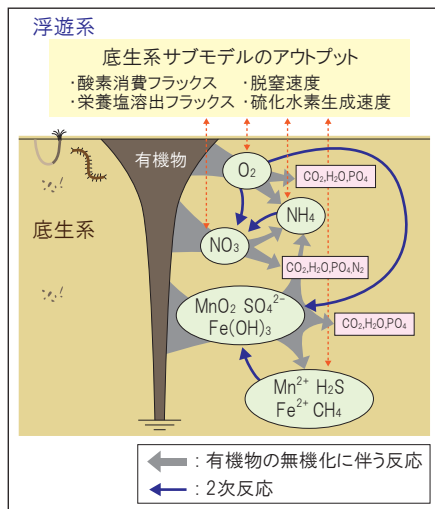 浮遊系
底生系サブモデルのアウトプット
・酸素消費フラックス ・脱窒速度
・栄養塩溶出フラックス ・硫化水素生成速度
有機物
O2
CO2,H2O,PO4
NH4
底生系
NO3
CO2,H2O,PO4,N2
MnO2 SO4²⁻
Fe(OH)3
CO2,H2O,PO4
Mn²⁺ H2S
Fe²⁺ CH4
：有機物の無機化に伴う反応
：2次反応